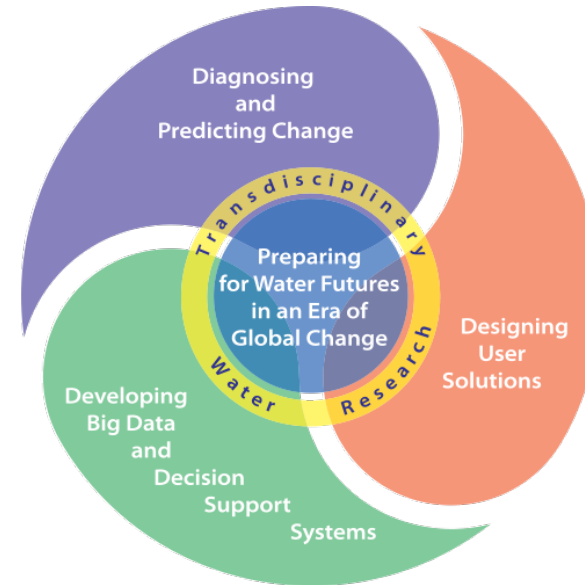 Diagnosing
and
Predicting Change
Transdisciplinary
Water
Research
Preparing
for Water Futures
in an Era of
Global Change
Designing
User
Solutions
Developing
Big Data
and
Decision
Support
Systems